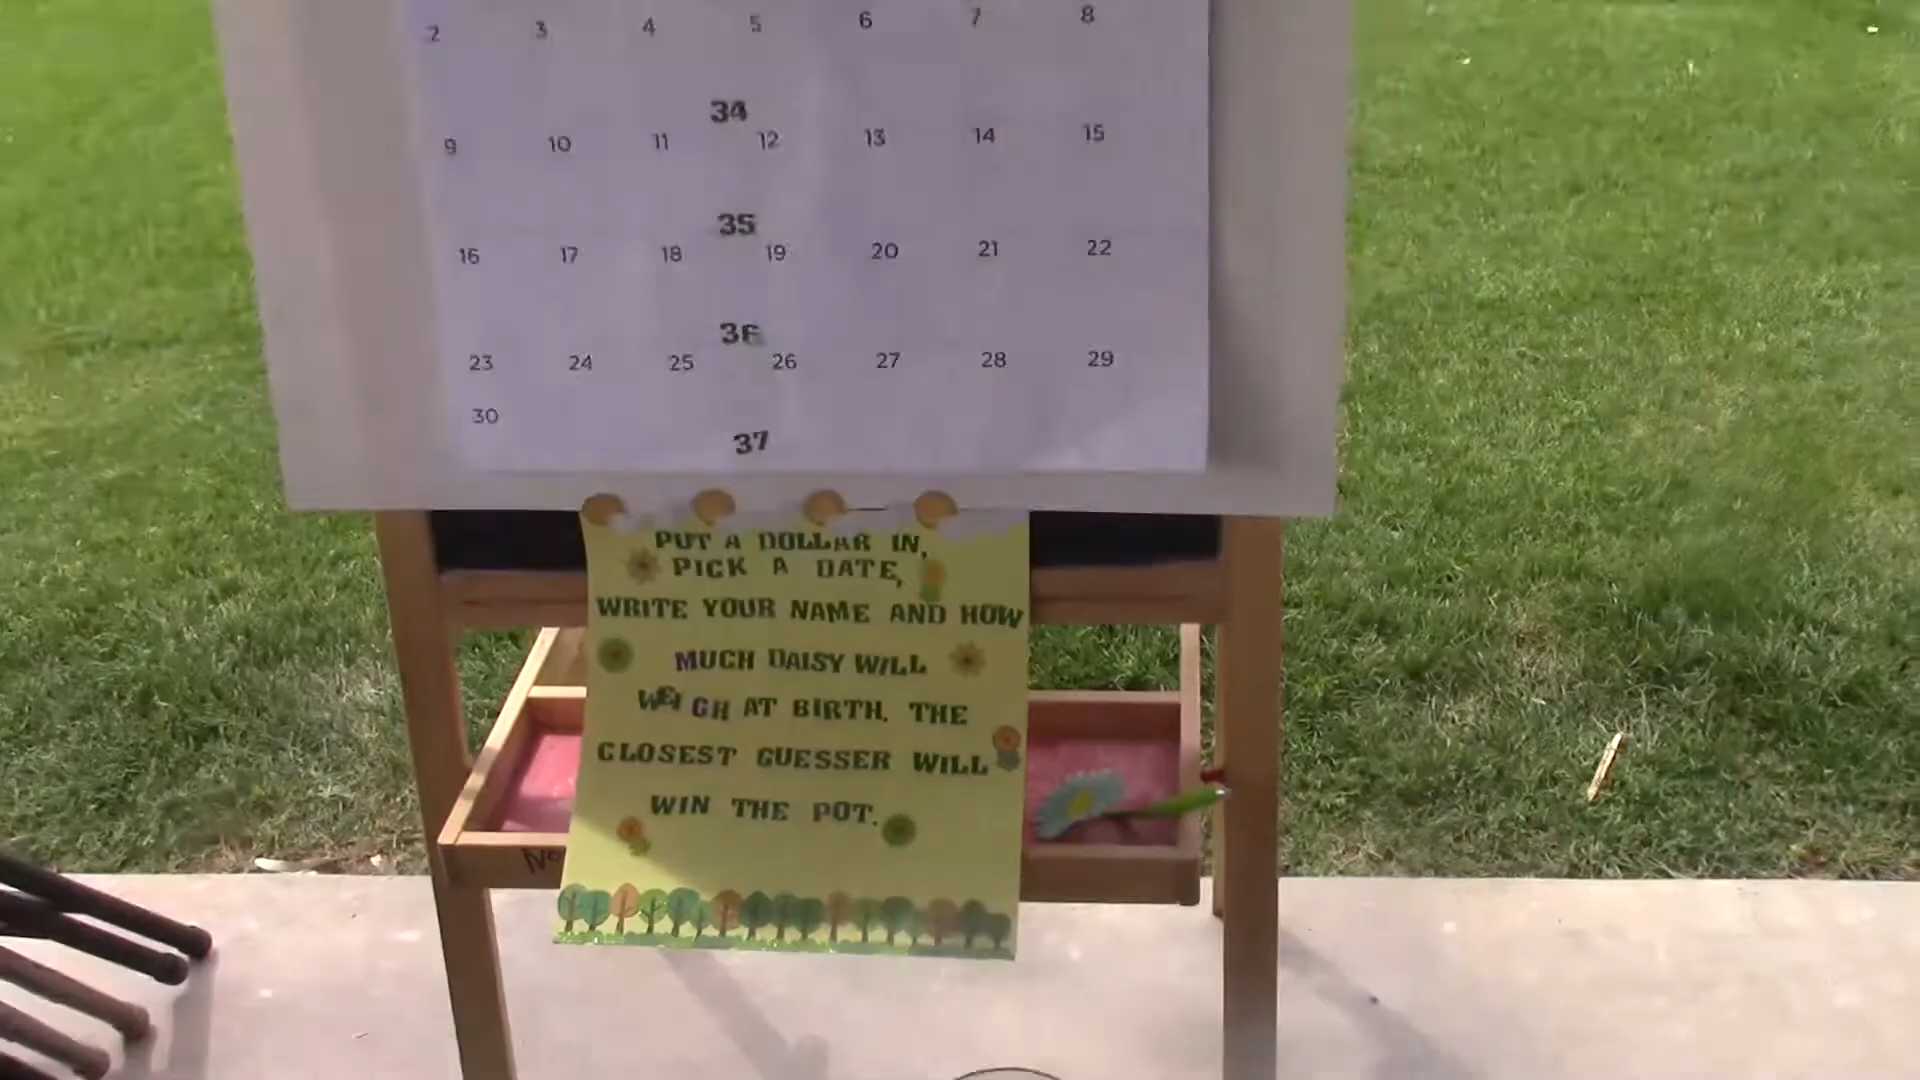 2 3 4 5 6 7 8
34
9 10 11 12 13 14 15
35
16 17 18 19 20 21 22
36
23 24 25 26 27 28 29
30
37
PUT A DOLLAR IN,
PICK A DATE,
WRITE YOUR NAME AND HOW
MUCH DAISY WILL
WEIGH AT BIRTH. THE
CLOSEST GUESSER WILL
WIN THE POT.